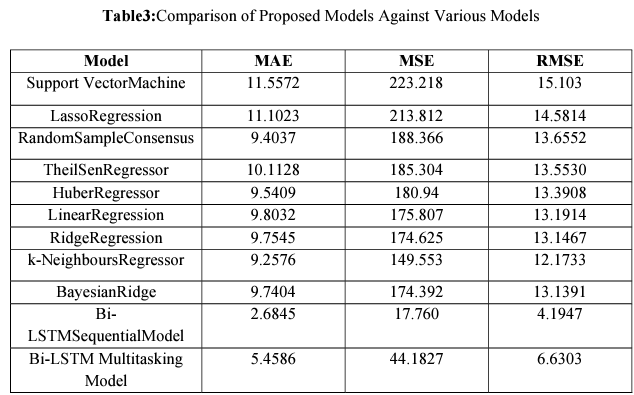 Table3:Comparison of Proposed Models Against Various Models
Model MAE MSE RMSE
Support VectorMachine 11.5572 223.218 15.103
LassoRegression 11.1023 213.812 14.5814
RandomSampleConsensus 9.4037 188.366 13.6552
TheilSenRegressor 10.1128 185.304 13.5530
HuberRegressor 9.5409 180.94 13.3908
LinearRegression 9.8032 175.807 13.1914
RidgeRegression 9.7545 174.625 13.1467
k-NeighboursRegressor 9.2576 149.553 12.1733
BayesianRidge 9.7404 174.392 13.1391
Bi- 2.6845 17.760 4.1947
LSTMSequentialModel
Bi-LSTM Multitasking 5.4586 44.1827 6.6303
Model